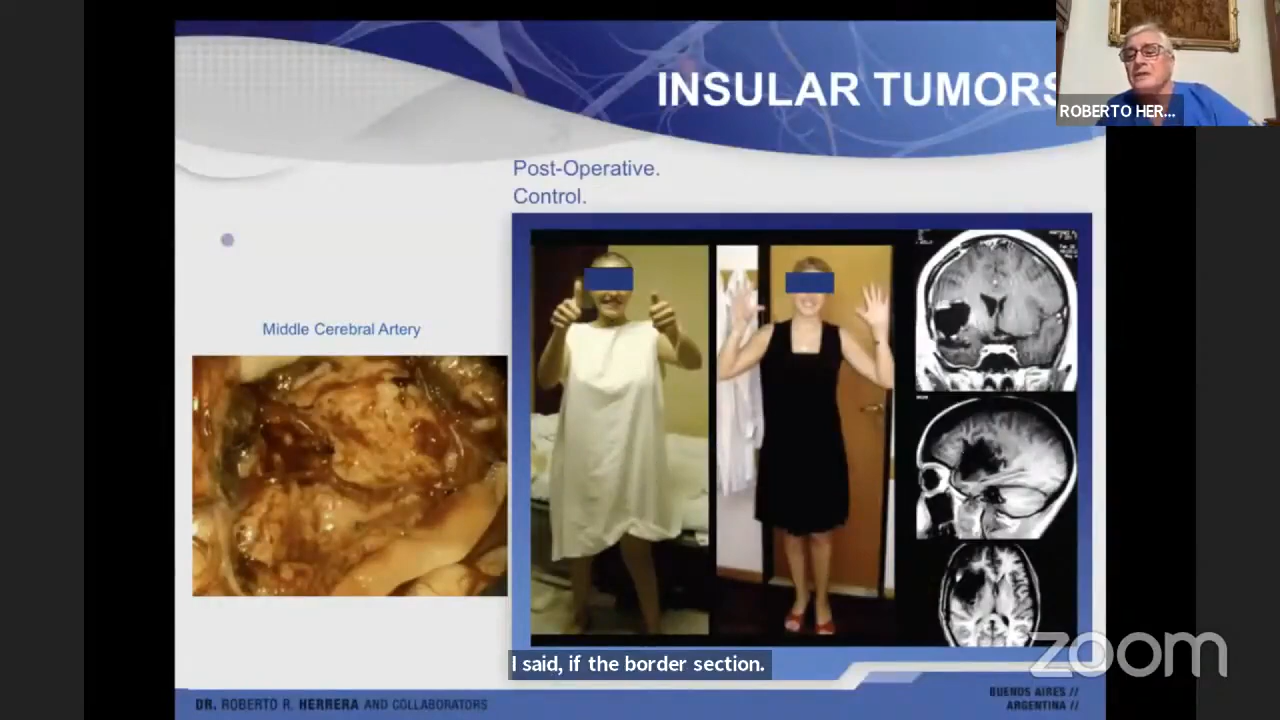 INSULAR TUMORS
ROBERTO HER...
Post-Operative.
Control.
Middle Cerebral Artery
I said, if the border section.
zoom
DR. ROBERTO R. HERRERA AND COLLABORATORS
BUENOS AIRES //
ARGENTINA //